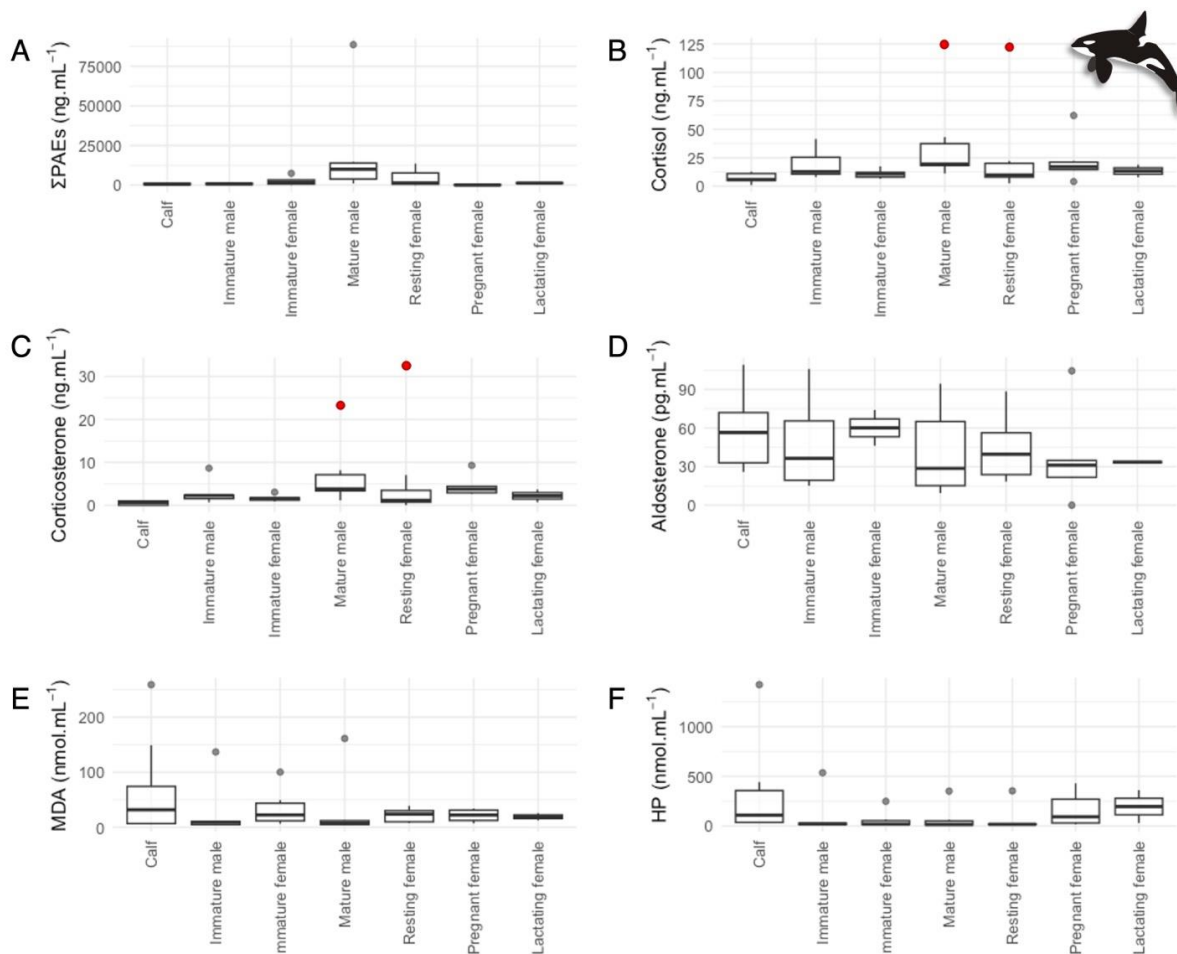 A
ΣPAEs (ng.mL⁻¹)
75000
50000
25000
0
Calf
Immature male
Immature female
Mature male
Resting female
Pregnant female
Lactating female
B
Cortisol (ng.mL⁻¹)
125
100
75
50
25
0
Calf
Immature male
Immature female
Mature male
Resting female
Pregnant female
Lactating female
C
Corticosterone (ng.mL⁻¹)
30
20
10
0
Calf
Immature male
Immature female
Mature male
Resting female
Pregnant female
Lactating female
D
Aldosterone (pg.mL⁻¹)
90
60
30
0
Calf
Immature male
Immature female
Mature male
Resting female
Pregnant female
Lactating female
E
MDA (nmol.mL⁻¹)
200
100
0
Calf
Immature male
mmature female
Mature male
Resting female
Pregnant female
Lactating female
F
HP (nmol.mL⁻¹)
1000
500
0
Calf
Immature male
mmature female
Mature male
Resting female
Pregnant female
Lactating female